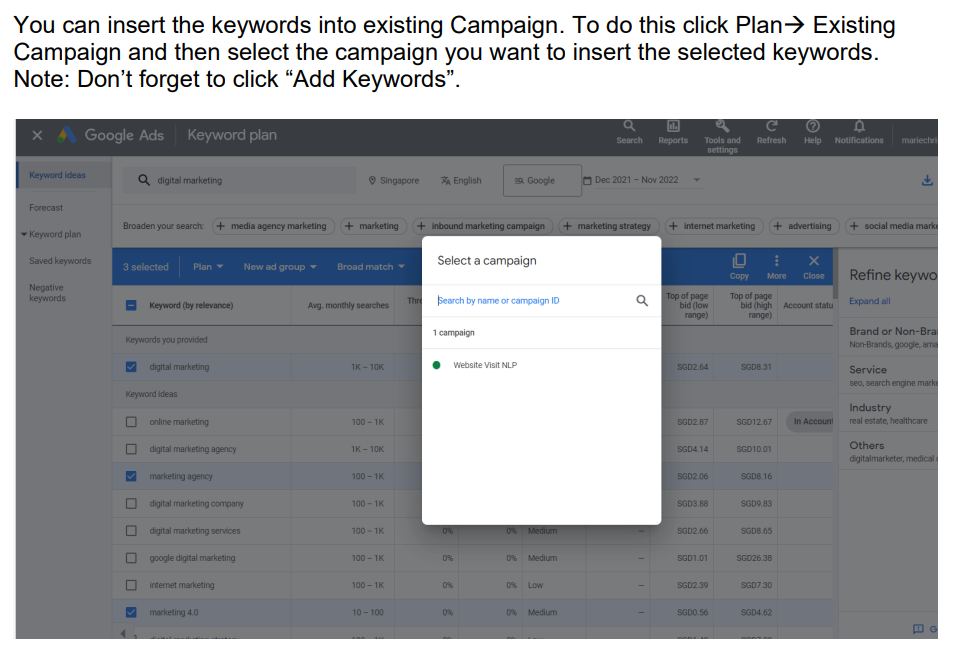 You can insert the keywords into existing Campaign. To do this click Plan→ Existing
Campaign and then select the campaign you want to insert the selected keywords.
Note: Don’t forget to click “Add Keywords”.
Google Ads Keyword plan
Search Reports Tools and settings Refresh Help Notifications mariechri
Keyword ideas
Forecast
Keyword plan
Saved keywords
Negative
keywords
digital marketing Singapore English Google Dec 2021 – Nov 2022
Broaden your search: + media agency marketing + marketing + inbound marketing campaign + marketing strategy + internet marketing + advertising + social media marke
3 selected Plan New ad group Broad match Copy More Close
Keyword (by relevance) Avg. monthly searches Thre Top of page bid (low range) Top of page bid (high range) Account statu
Keywords you provided
digital marketing 1K – 10K SGD2.64 SGD8.31
Keyword ideas
online marketing 100 – 1K SGD2.87 SGD12.67 In Account
digital marketing agency 1K – 10K SGD4.14 SGD10.01
marketing agency 100 – 1K SGD2.06 SGD8.16
digital marketing company 100 – 1K SGD3.88 SGD9.83
digital marketing services 100 – 1K 0% 0% Medium – SGD2.66 SGD8.65
google digital marketing 100 – 1K 0% 0% Medium – SGD1.01 SGD26.38
internet marketing 100 – 1K 0% 0% Low – SGD2.39 SGD7.30
marketing 4.0 10 – 100 0% 0% Medium – SGD0.56 SGD4.62
Select a campaign
Search by name or campaign ID
1 campaign
Website Visit NLP
Refine keywo
Expand all
Brand or Non-Bra
Non-Brands, google, ama
Service
seo, search engine marke
Industry
real estate, healthcare
Others
digitalmarketer, medical